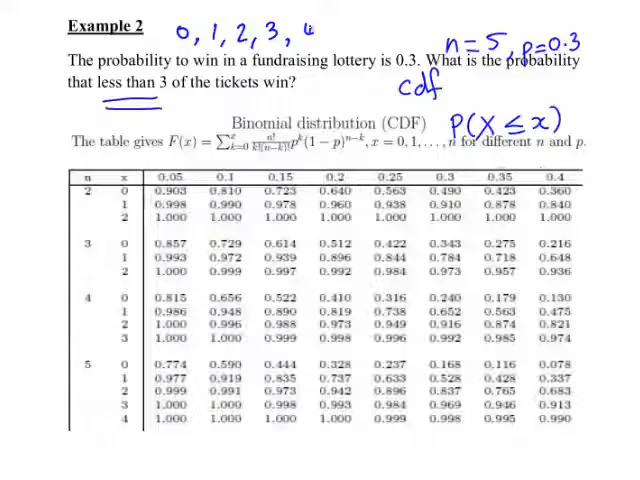 Example 2 0, 1, 2, 3, 4
n = 5, p = 0.3
The probability to win in a fundraising lottery is 0.3. What is the probability
that less than 3 of the tickets win? cdf
Binomial distribution (CDF) P(X ≤ x)
The table gives F(x) = ∑ₖ₌₀ˣ n!/k!(n−k)! pᵏ(1 − p)ⁿ⁻ᵏ, x = 0, 1, . . . , n for different n and p.
n x 0.05 0.1 0.15 0.2 0.25 0.3 0.35 0.4
2 0 0.903 0.810 0.723 0.640 0.563 0.490 0.423 0.360
1 0.998 0.990 0.978 0.960 0.938 0.910 0.878 0.840
2 1.000 1.000 1.000 1.000 1.000 1.000 1.000 1.000
3 0 0.857 0.729 0.614 0.512 0.422 0.343 0.275 0.216
1 0.993 0.972 0.939 0.896 0.844 0.784 0.718 0.648
2 1.000 0.999 0.997 0.992 0.984 0.973 0.957 0.936
4 0 0.815 0.656 0.522 0.410 0.316 0.240 0.179 0.130
1 0.986 0.948 0.890 0.819 0.738 0.652 0.563 0.475
2 1.000 0.996 0.988 0.973 0.949 0.916 0.874 0.821
3 1.000 1.000 0.999 0.998 0.996 0.992 0.985 0.974
5 0 0.774 0.590 0.444 0.328 0.237 0.168 0.116 0.078
1 0.977 0.919 0.835 0.737 0.633 0.528 0.428 0.337
2 0.999 0.991 0.973 0.942 0.896 0.837 0.765 0.683
3 1.000 1.000 0.998 0.993 0.984 0.969 0.946 0.913
4 1.000 1.000 1.000 1.000 0.999 0.998 0.995 0.990